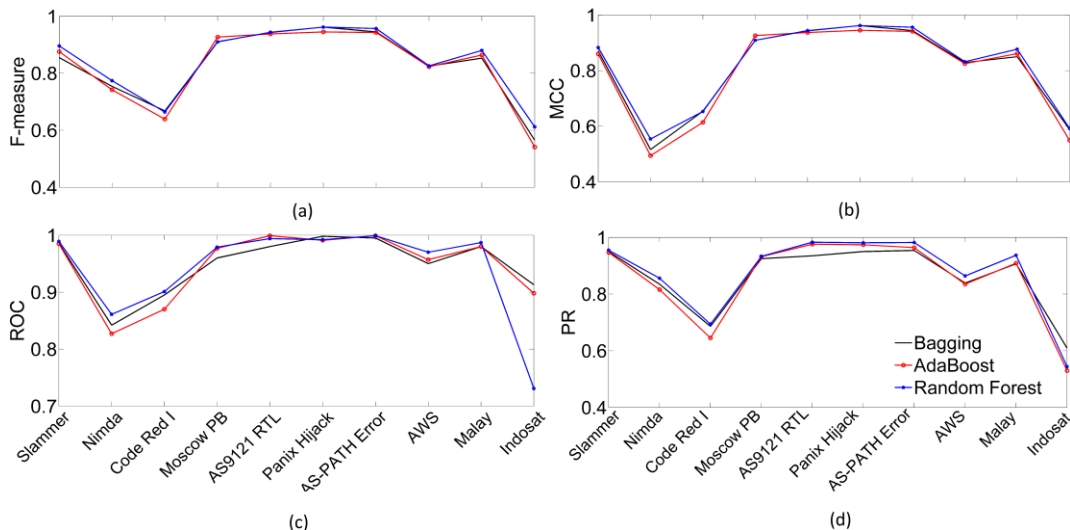 1
0.8
0.6
0.4
F-measure
(a)
1
0.8
0.6
0.4
MCC
(b)
1
0.9
0.8
0.7
ROC
Slammer
Nimda
Code Red I
Moscow PB
AS9121 RTL
Panix Hijack
AS-PATH Error
AWS
Malay
Indosat
(c)
1
0.8
0.6
0.4
PR
Bagging
AdaBoost
Random Forest
Slammer
Nimda
Code Red I
Moscow PB
AS9121 RTL
Panix Hijack
AS-PATH Error
AWS
Malay
Indosat
(d)